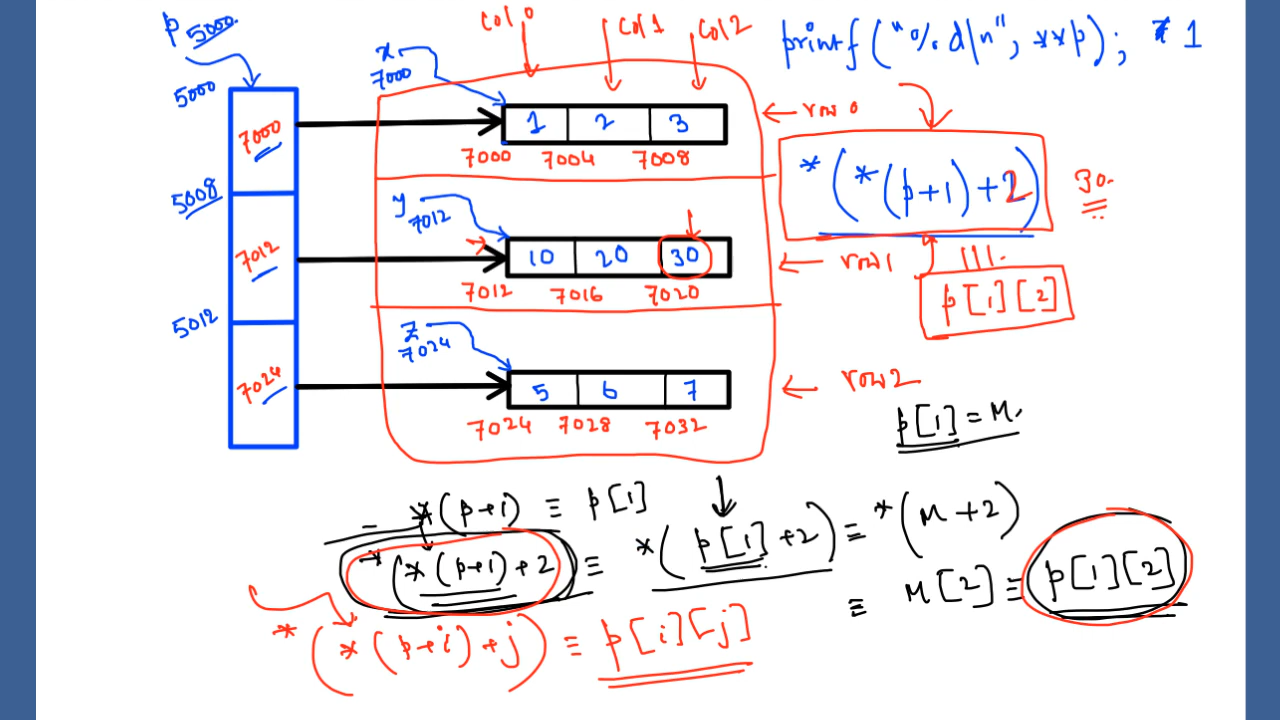 p 5000
col 0 col 1 col 2
printf("%d\n", **p); 1
x
7000
5000
7000
1 2 3
7000 7004 7008
← row 0
*(*(p+1)+2) 30.
5008
y
7012
7012
10 20 30
7012 7016 7020
← row 1
p[1][2]
5012
z
7024
7024
5 6 7
7024 7028 7032
← row 2
p[1] = M.
*(p+1) ≡ p[1]
*(*(p+1)+2) ≡ *(p[1]+2) ≡ *(M+2)
≡ M[2] ≡ p[1][2]
*(*(p+i)+j) ≡ p[i][j]